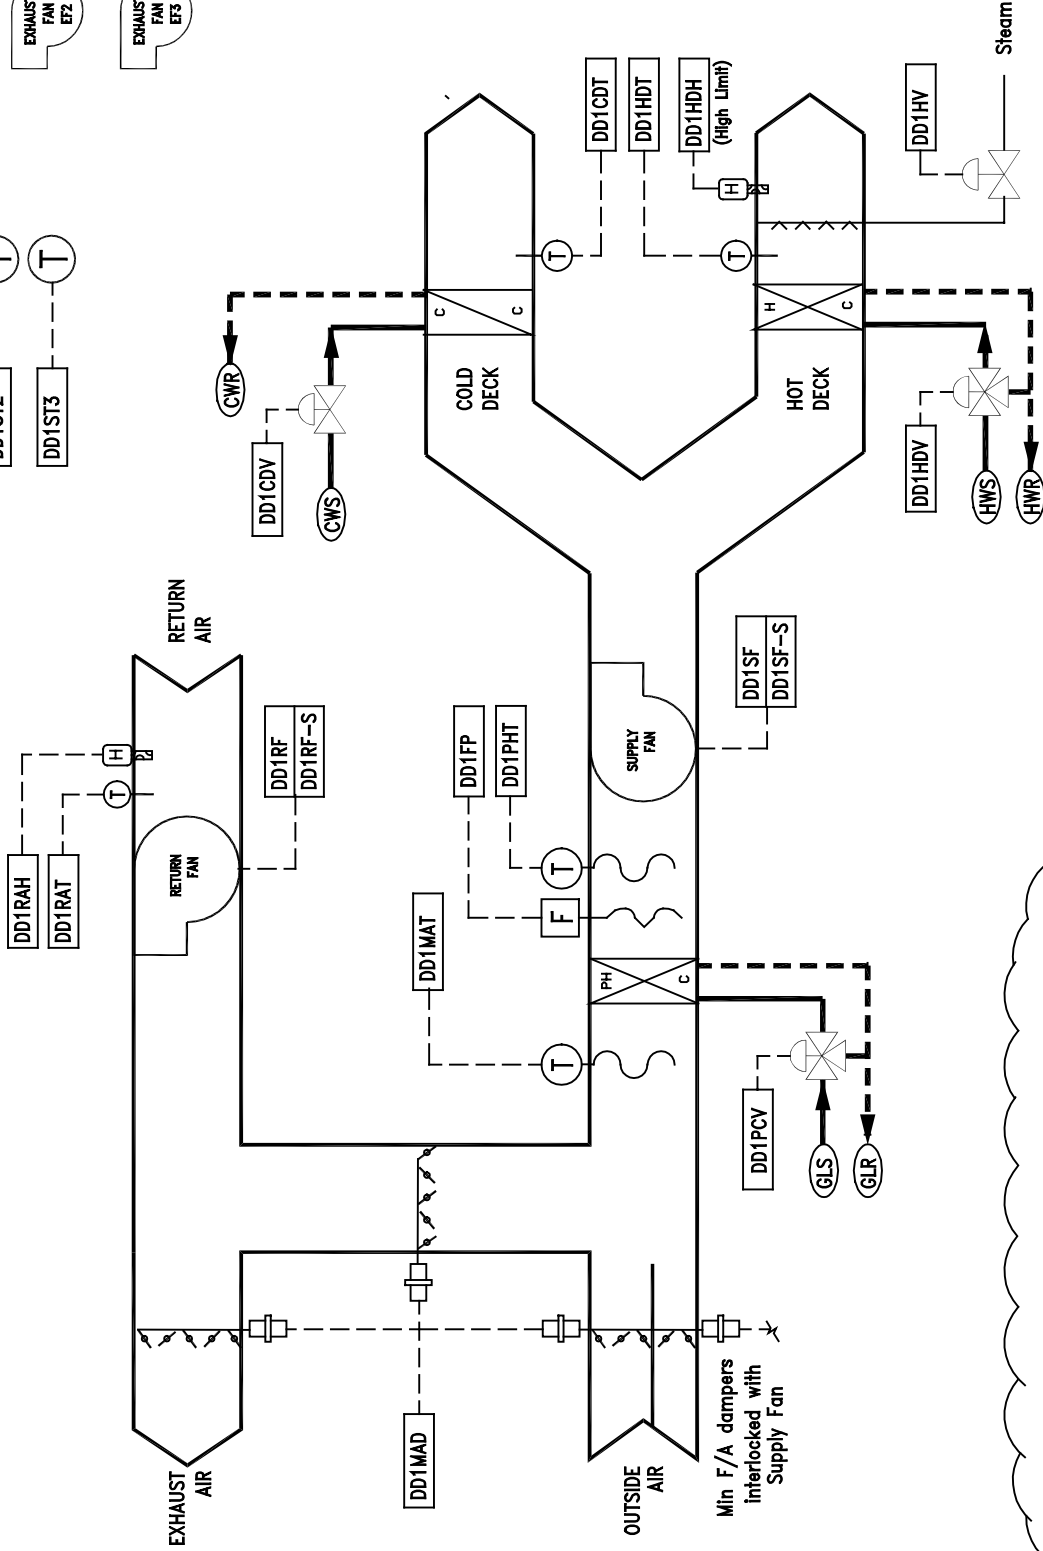 EXHAUST
FAN
EF2
EXHAUST
FAN
EF3
T
DD1ST3
RETURN
AIR
DD1RAH
DD1RAT
H
T
RETURN
FAN
DD1RF
DD1RF-S
EXHAUST
AIR
DD1MAD
OUTSIDE
AIR
Min F/A dampers
interlocked with
Supply Fan
DD1MAT
T
PH
C
DD1PCV
GLS
GLR
DD1FP
F
DD1PHT
T
SUPPLY
FAN
DD1SF
DD1SF-S
CWR
CWS
DD1CDV
COLD
DECK
C
C
T
DD1CDT
DD1HDT
DD1HDH
(High Limit)
H
T
HOT
DECK
H
C
DD1HDV
HWS
HWR
DD1HV
Steam